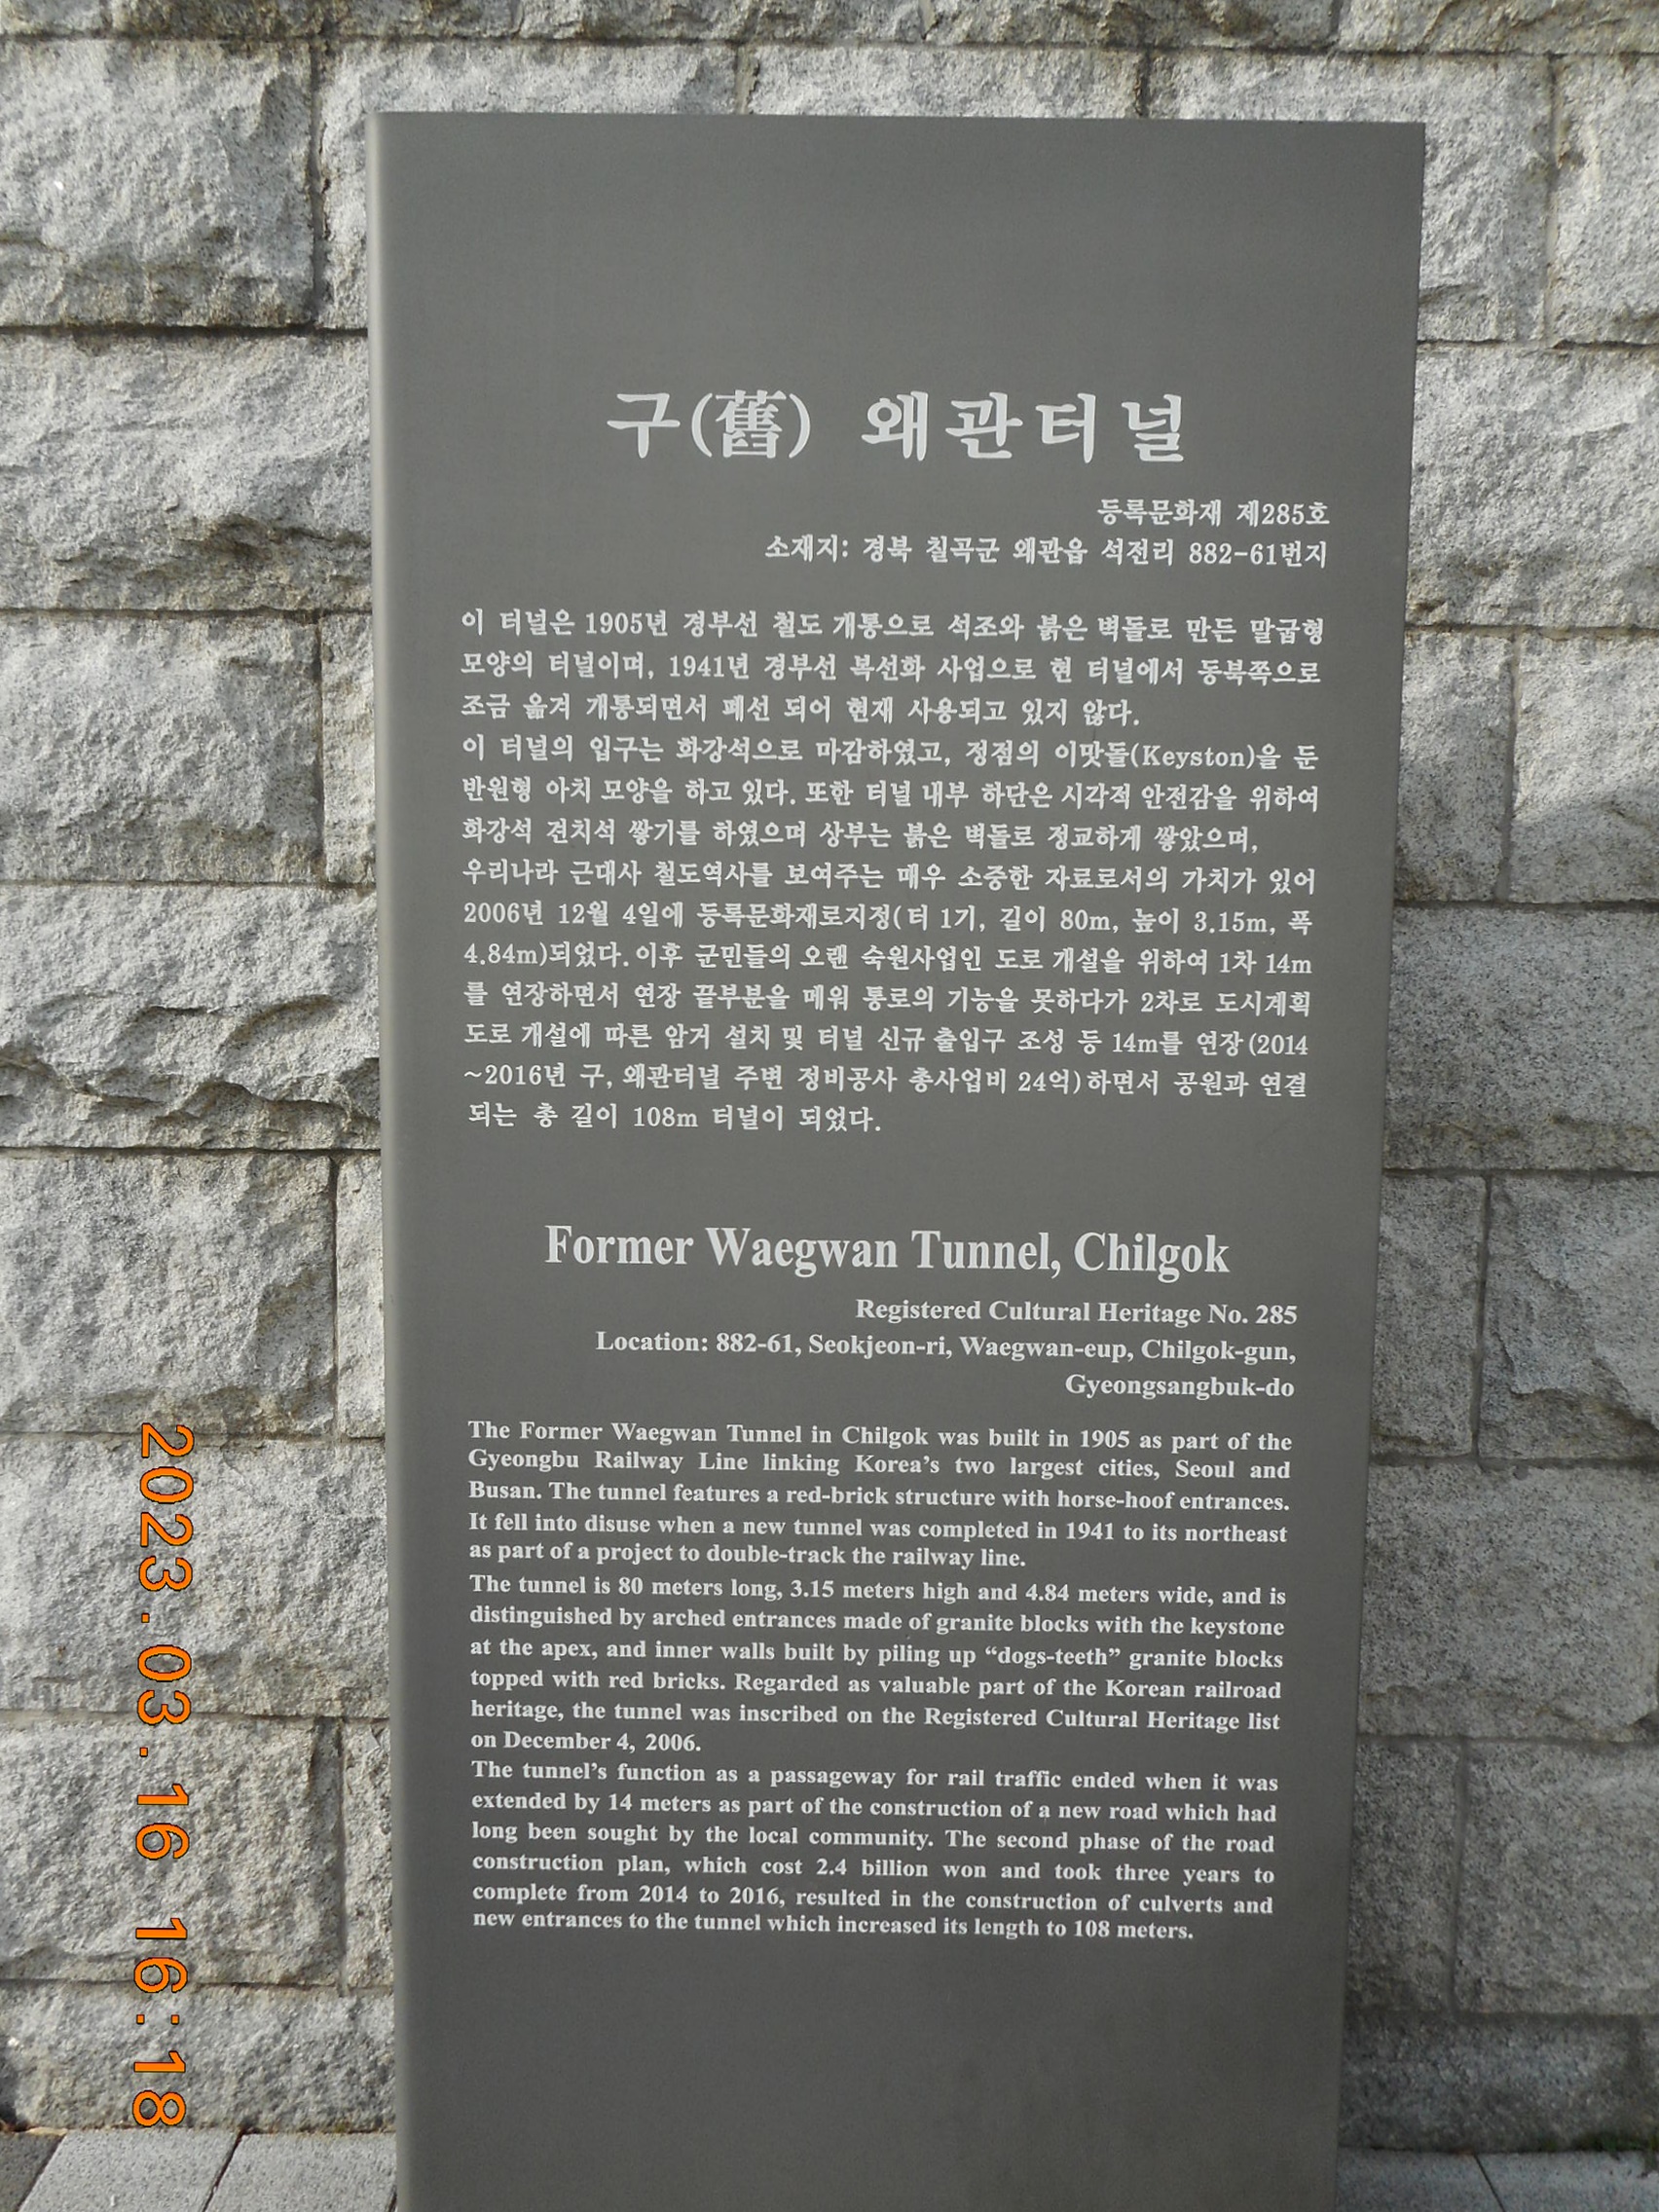 구(舊) 왜관터널
등록문화재 제285호
소재지: 경북 칠곡군 왜관읍 석전리 882-61번지
이 터널은 1905년 경부선 철도 개통으로 석조와 붉은 벽돌로 만든 말굽형
모양의 터널이며, 1941년 경부선 복선화 사업으로 현 터널에서 동북쪽으로
조금 옮겨 개통되면서 폐선 되어 현재 사용되고 있지 않다.
이 터널의 입구는 화강석으로 마감하였고, 정점의 이맛돌(Keyston)을 둔
반원형 아치 모양을 하고 있다. 또한 터널 내부 하단은 시각적 안전감을 위하여
화강석 견치석 쌓기를 하였으며 상부는 붉은 벽돌로 정교하게 쌓았으며,
우리나라 근대사 철도역사를 보여주는 매우 소중한 자료로서의 가치가 있어
2006년 12월 4일에 등록문화재로지정(터 1기, 길이 80m, 높이 3.15m, 폭
4.84m)되었다. 이후 군민들의 오랜 숙원사업인 도로 개설을 위하여 1차 14m
를 연장하면서 연장 끝부분을 메워 통로의 기능을 못하다가 2차로 도시계획
도로 개설에 따른 암거 설치 및 터널 신규 출입구 조성 등 14m를 연장(2014
~2016년 구, 왜관터널 주변 정비공사 총사업비 24억)하면서 공원과 연결
되는 총 길이 108m 터널이 되었다.
Former Waegwan Tunnel, Chilgok
Registered Cultural Heritage No. 285
Location: 882-61, Seokjeon-ri, Waegwan-eup, Chilgok-gun,
Gyeongsangbuk-do
The Former Waegwan Tunnel in Chilgok was built in 1905 as part of the
Gyeongbu Railway Line linking Korea's two largest cities, Seoul and
Busan. The tunnel features a red-brick structure with horse-hoof entrances.
It fell into disuse when a new tunnel was completed in 1941 to its northeast
as part of a project to double-track the railway line.
The tunnel is 80 meters long, 3.15 meters high and 4.84 meters wide, and is
distinguished by arched entrances made of granite blocks with the keystone
at the apex, and inner walls built by piling up “dogs-teeth” granite blocks
topped with red bricks. Regarded as valuable part of the Korean railroad
heritage, the tunnel was inscribed on the Registered Cultural Heritage list
on December 4, 2006.
The tunnel's function as a passageway for rail traffic ended when it was
extended by 14 meters as part of the construction of a new road which had
long been sought by the local community. The second phase of the road
construction plan, which cost 2.4 billion won and took three years to
complete from 2014 to 2016, resulted in the construction of culverts and
new entrances to the tunnel which increased its length to 108 meters.
2023.03.16 16:18